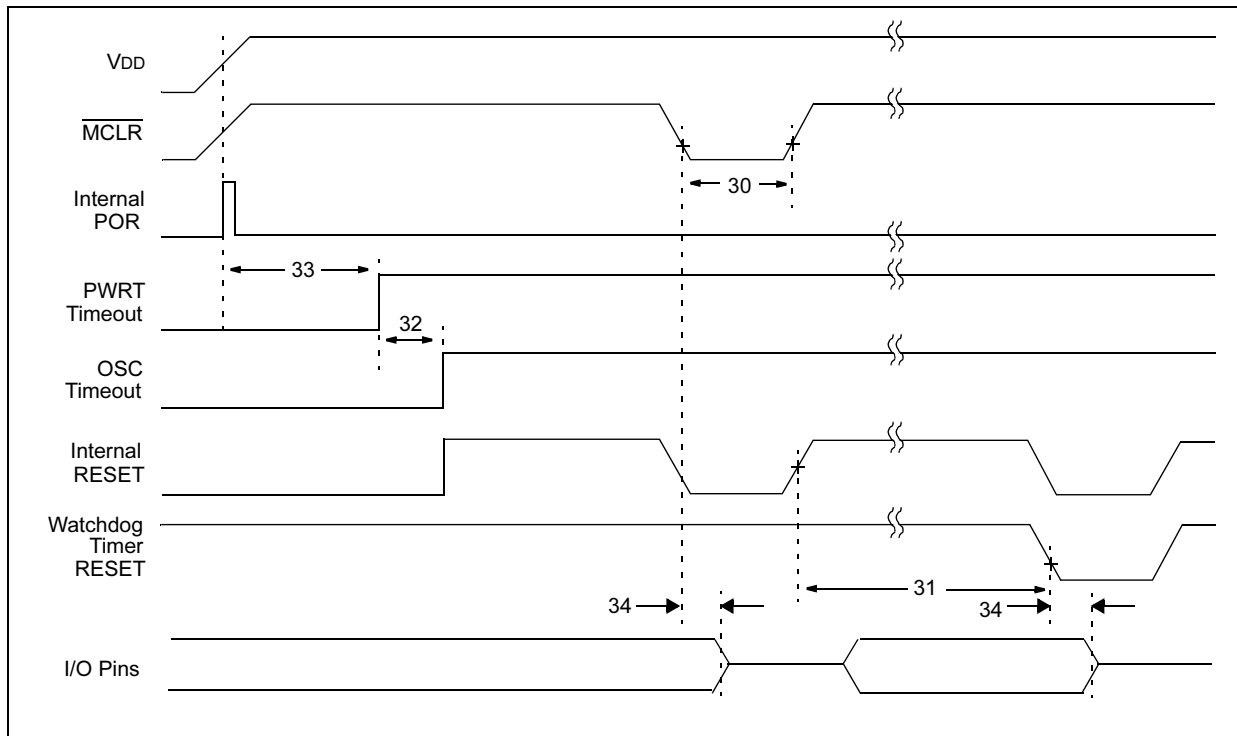 VDD
MCLR
30
Internal
POR
33
PWRT
Timeout
32
OSC
Timeout
Internal
RESET
Watchdog
Timer
RESET
31
34
34
I/O Pins